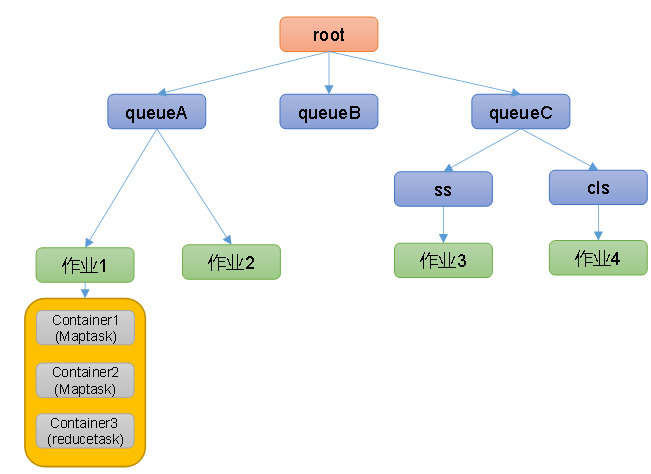 root
queueA
queueB
queueC
ss
cls
作业1
作业2
作业3
作业4
Container1
(Maptask)
Container2
(Maptask)
Container3
(reducetask)